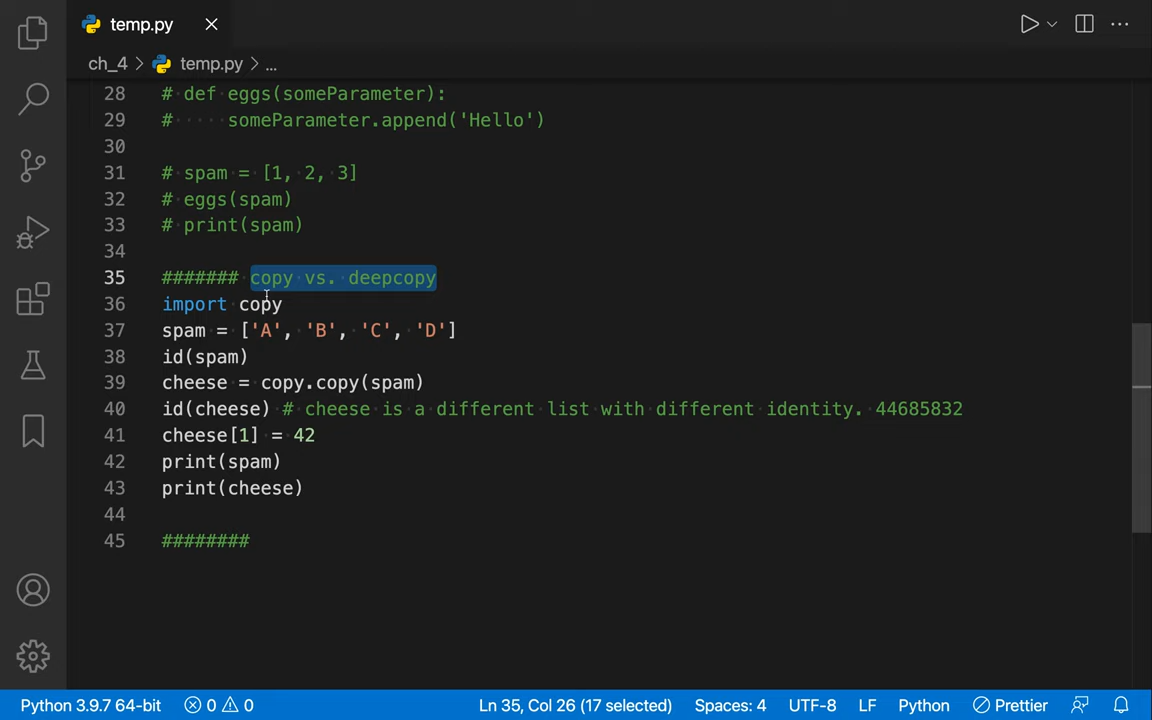 temp.py
ch_4 > temp.py > ...
28 # def eggs(someParameter):
29 #     someParameter.append('Hello')
30
31 # spam = [1, 2, 3]
32 # eggs(spam)
33 # print(spam)
34
35 ####### copy vs. deepcopy
36 import copy
37 spam = ['A', 'B', 'C', 'D']
38 id(spam)
39 cheese = copy.copy(spam)
40 id(cheese) # cheese is a different list with different identity. 44685832
41 cheese[1] = 42
42 print(spam)
43 print(cheese)
44
45 ########
Python 3.9.7 64-bit 0 0 Ln 35, Col 26 (17 selected) Spaces: 4 UTF-8 LF Python Prettier